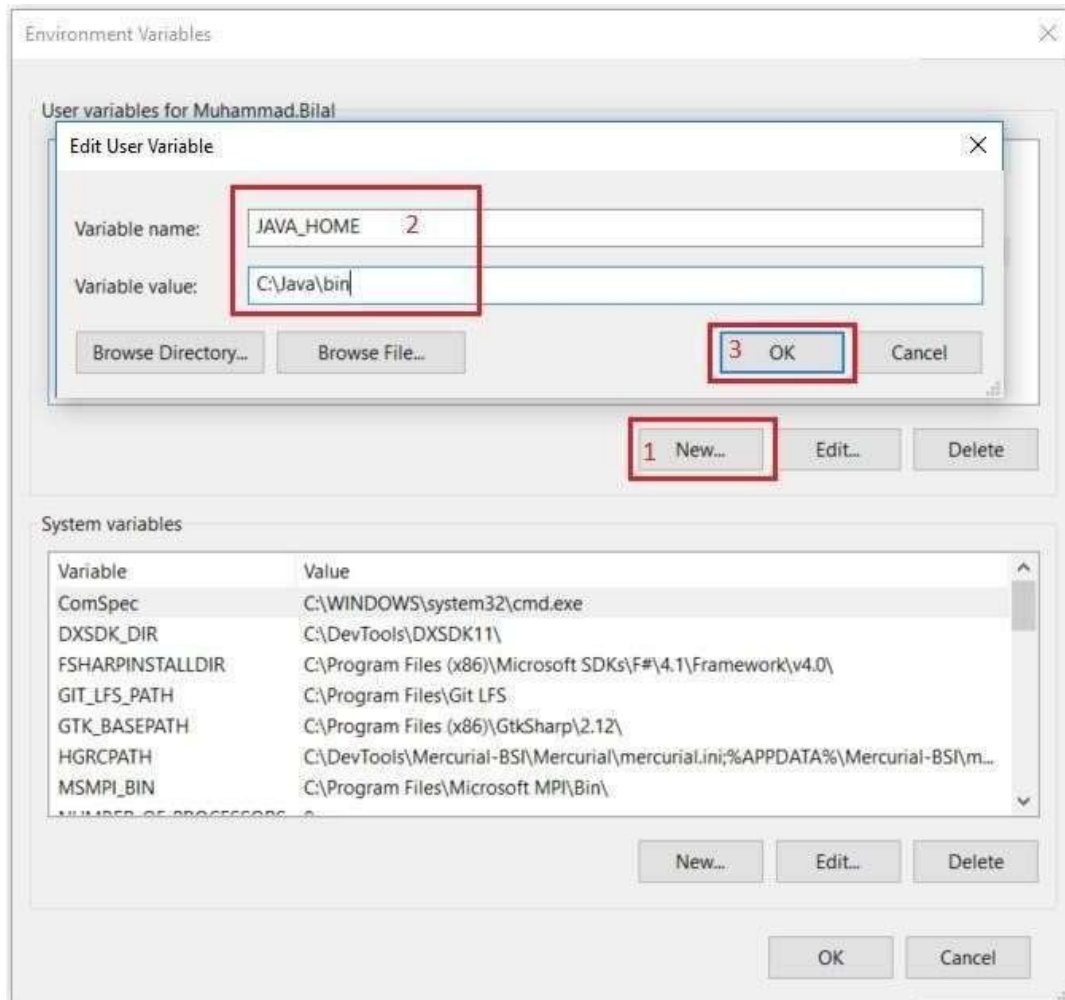 Environment Variables
User variables for Muhammad.Bilal
Edit User Variable
Variable name: JAVA_HOME 2
Variable value: C:\Java\bin
Browse Directory... Browse File... 3 OK Cancel
1 New... Edit... Delete
System variables
Variable Value
ComSpec C:\WINDOWS\system32\cmd.exe
DXSDK_DIR C:\DevTools\DXSDK11\
FSHARPINSTALLDIR C:\Program Files (x86)\Microsoft SDKs\F#\4.1\Framework\v4.0\
GIT_LFS_PATH C:\Program Files\Git LFS
GTK_BASEPATH C:\Program Files (x86)\GtkSharp\2.12\
HGRCPATH C:\DevTools\Mercurial-BSI\Mercurial\mercurial.ini;%APPDATA%\Mercurial-BSI\m...
MSMPI_BIN C:\Program Files\Microsoft MPI\Bin\
NUMBER_OF_PROCESSORS
New... Edit... Delete
OK Cancel